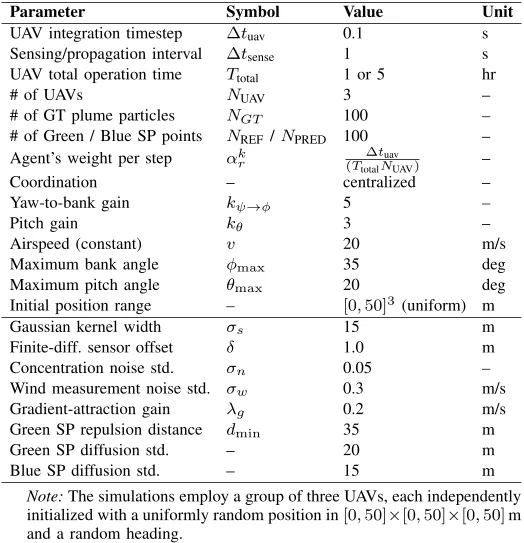 Parameter Symbol Value Unit
UAV integration timestep Δt_uav 0.1 s
Sensing/propagation interval Δt_sense 1 s
UAV total operation time T_total 1 or 5 hr
# of UAVs N_UAV 3 –
# of GT plume particles N_GT 100 –
# of Green / Blue SP points N_REF / N_PRED 100 –
Agent's weight per step α_r^k Δt_uav/(T_total N_UAV) –
Coordination – centralized –
Yaw-to-bank gain k_ψ→φ 5 –
Pitch gain k_θ 3 –
Airspeed (constant) v 20 m/s
Maximum bank angle φ_max 35 deg
Maximum pitch angle θ_max 20 deg
Initial position range – [0, 50]³ (uniform) m
Gaussian kernel width σ_s 15 m
Finite-diff. sensor offset δ 1.0 m
Concentration noise std. σ_n 0.05 –
Wind measurement noise std. σ_w 0.3 m/s
Gradient-attraction gain λ_g 0.2 m/s
Green SP repulsion distance d_min 35 m
Green SP diffusion std. – 20 m
Blue SP diffusion std. – 15 m
Note: The simulations employ a group of three UAVs, each independently
initialized with a uniformly random position in [0, 50]×[0, 50]×[0, 50] m
and a random heading.